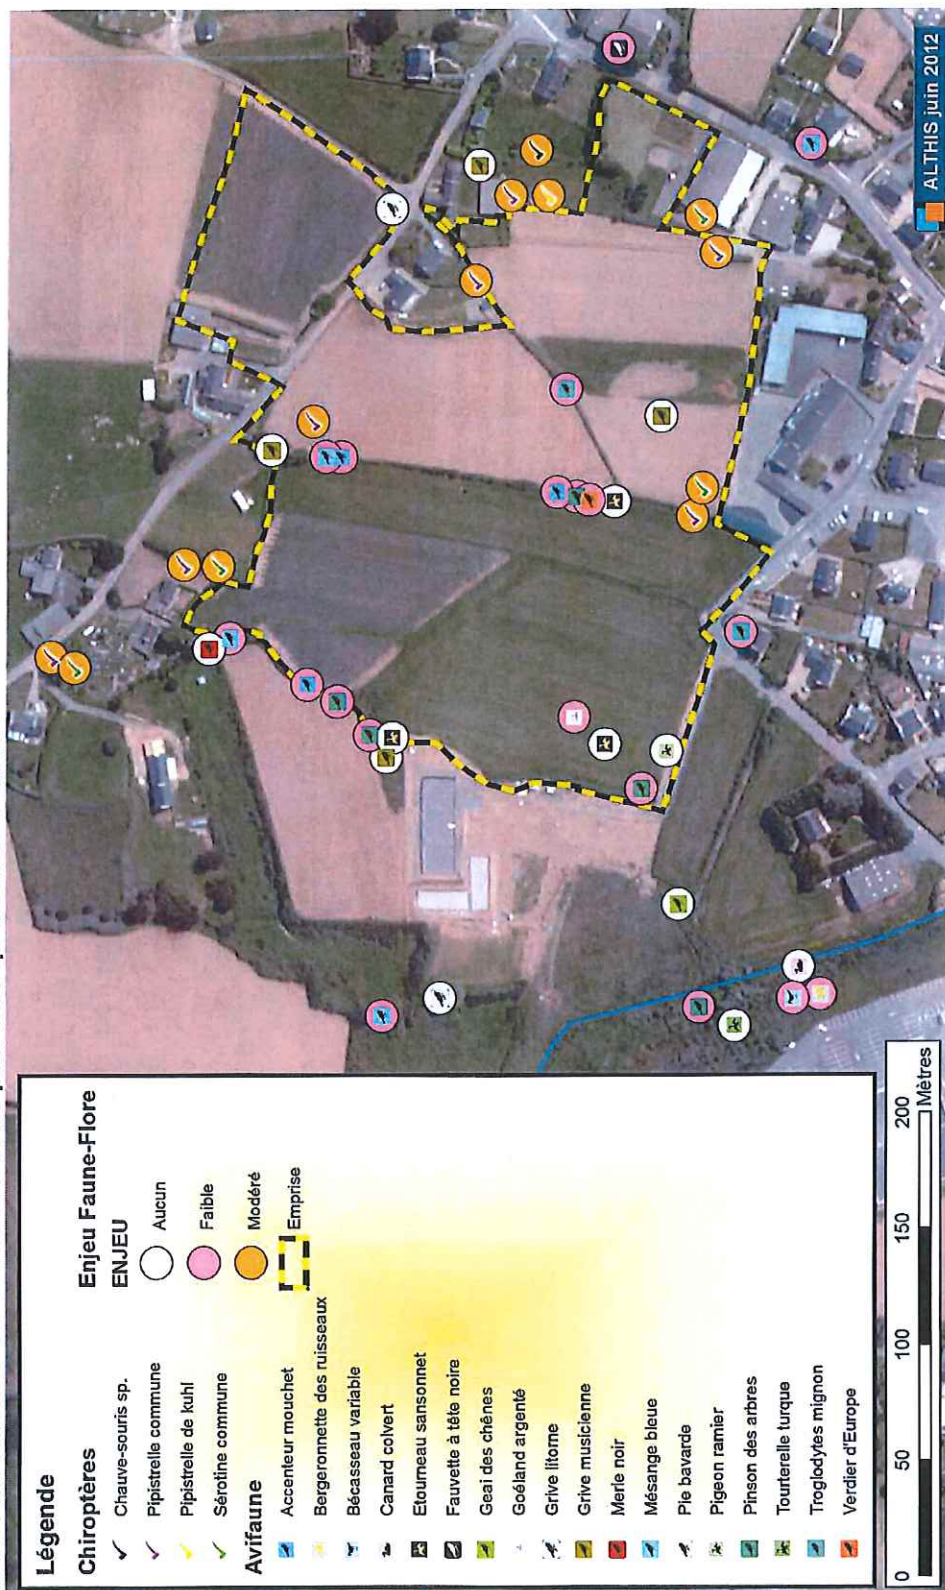 Légende
Chiroptères
Chauve-souris sp.
Pipistrelle commune
Pipistrelle de kuhl
Sérotine commune
Avifaune
Accenteur mouchet
Bergeronnette des ruisseaux
Bécasseau variable
Canard colvert
Etourneau sansonnet
Fauvette à tête noire
Geai des chênes
Goéland argenté
Grive litorne
Grive musicienne
Merle noir
Mésange bleue
Pie bavarde
Pigeon ramier
Pinson des arbres
Tourterelle turque
Troglodytes mignon
Verdier d'Europe
Enjeu Faune-Flore
ENJEU
Aucun
Faible
Modéré
Emprise
0 50 100 150 200
Mètres
ALTHIS juin 2012